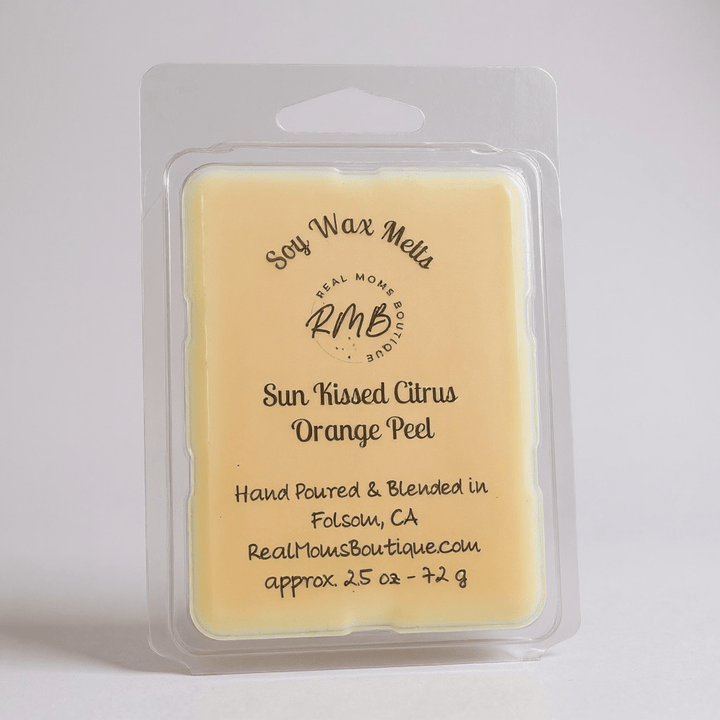 Soy Wax Melts
REAL MOMS BOUTIQUE
RMB
Sun Kissed Citrus
Orange Peel
Hand Poured & Blended in
Folsom, CA
RealMomsBoutique.com
approx. 2.5 oz - 72 g